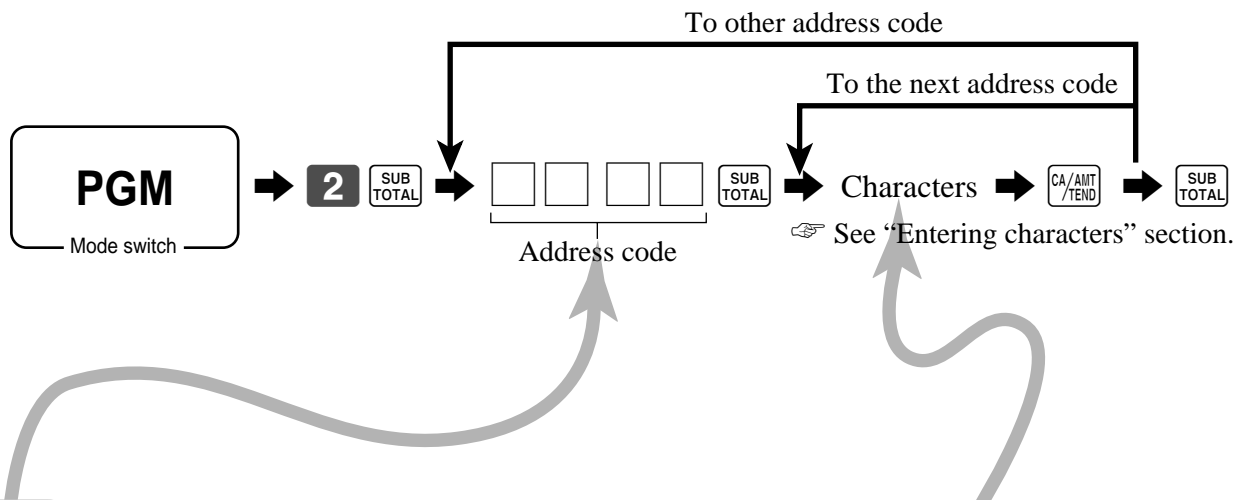 To other address code
To the next address code
PGM
Mode switch
2
SUB
TOTAL
SUB
TOTAL
Characters
CA/AMT
/TEND
SUB
TOTAL
Address code
☞ See “Entering characters” section.